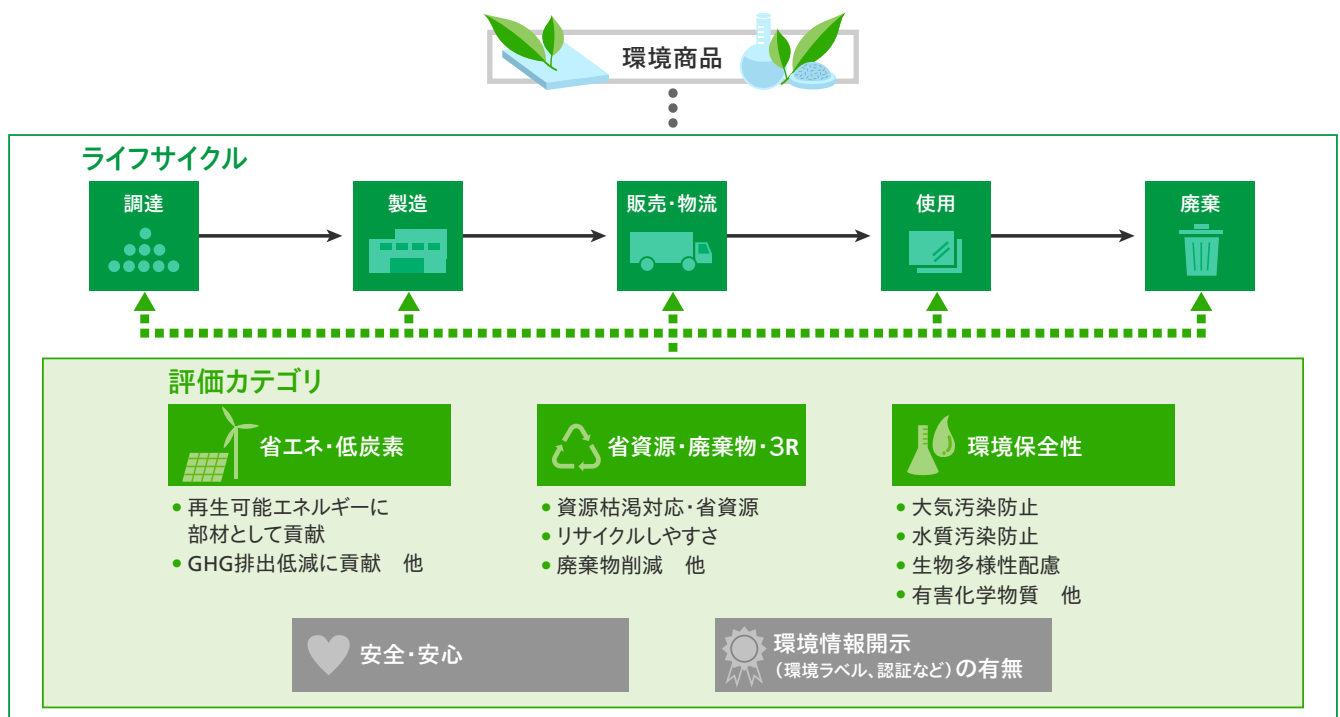 環境商品
ライフサイクル
調達
製造
販売・物流
使用
廃棄
評価カテゴリ
省エネ・低炭素
• 再生可能エネルギーに
部材として貢献
• GHG排出低減に貢献　他
省資源・廃棄物・3R
• 資源枯渇対応・省資源
• リサイクルしやすさ
• 廃棄物削減　他
環境保全性
• 大気汚染防止
• 水質汚染防止
• 生物多様性配慮
• 有害化学物質　他
安全・安心
環境情報開示
（環境ラベル、認証など）の有無